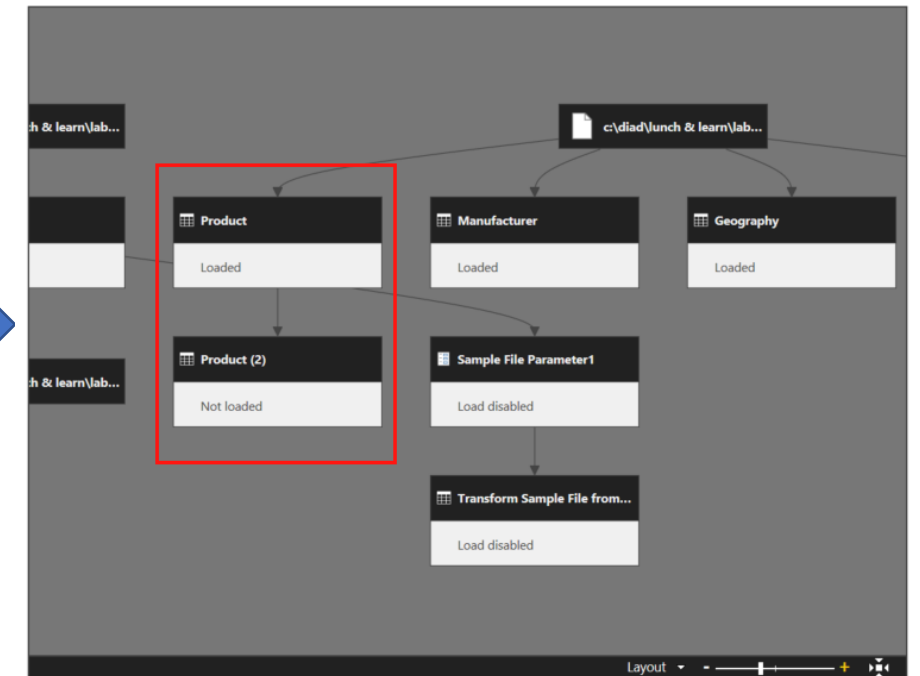 h & learn\lab...
c:\diad\lunch & learn\lab...
Product
Loaded
Manufacturer
Loaded
Geography
Loaded
Product (2)
Not loaded
Sample File Parameter1
Load disabled
h & learn\lab...
Transform Sample File from...
Load disabled
Layout